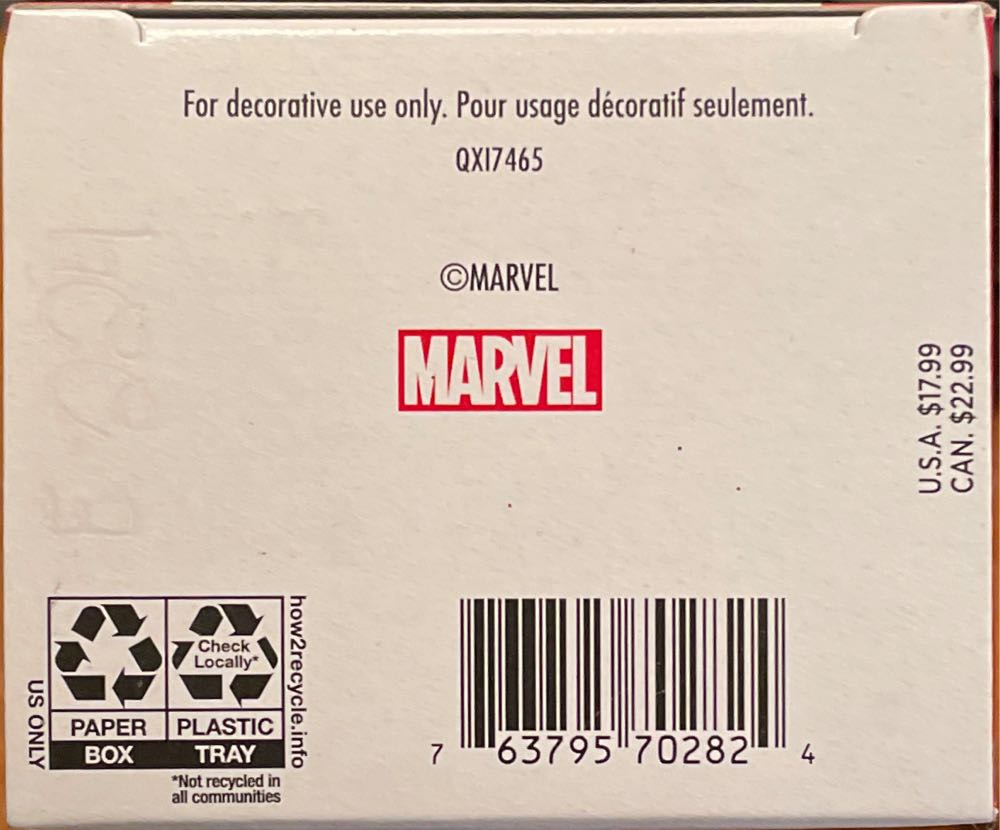 For decorative use only. Pour usage décoratif seulement.
QXI7465
©MARVEL
MARVEL
U.S.A. $17.99
CAN. $22.99
Check
Locally*
PAPER
PLASTIC
BOX
TRAY
*Not recycled in
all communities
US ONLY
how2recycle.info
7 63795 70282 4